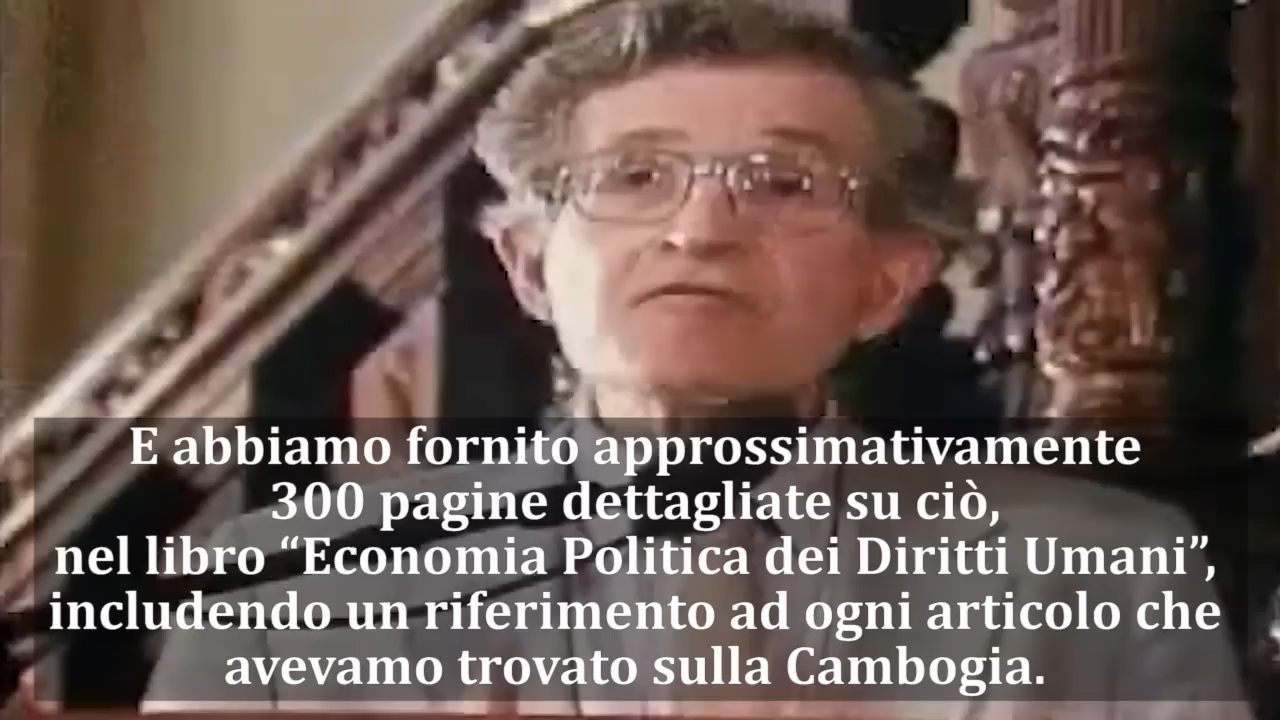 E abbiamo fornito approssimativamente
300 pagine dettagliate su ciò,
nel libro “Economia Politica dei Diritti Umani”,
includendo un riferimento ad ogni articolo che
avevamo trovato sulla Cambogia.